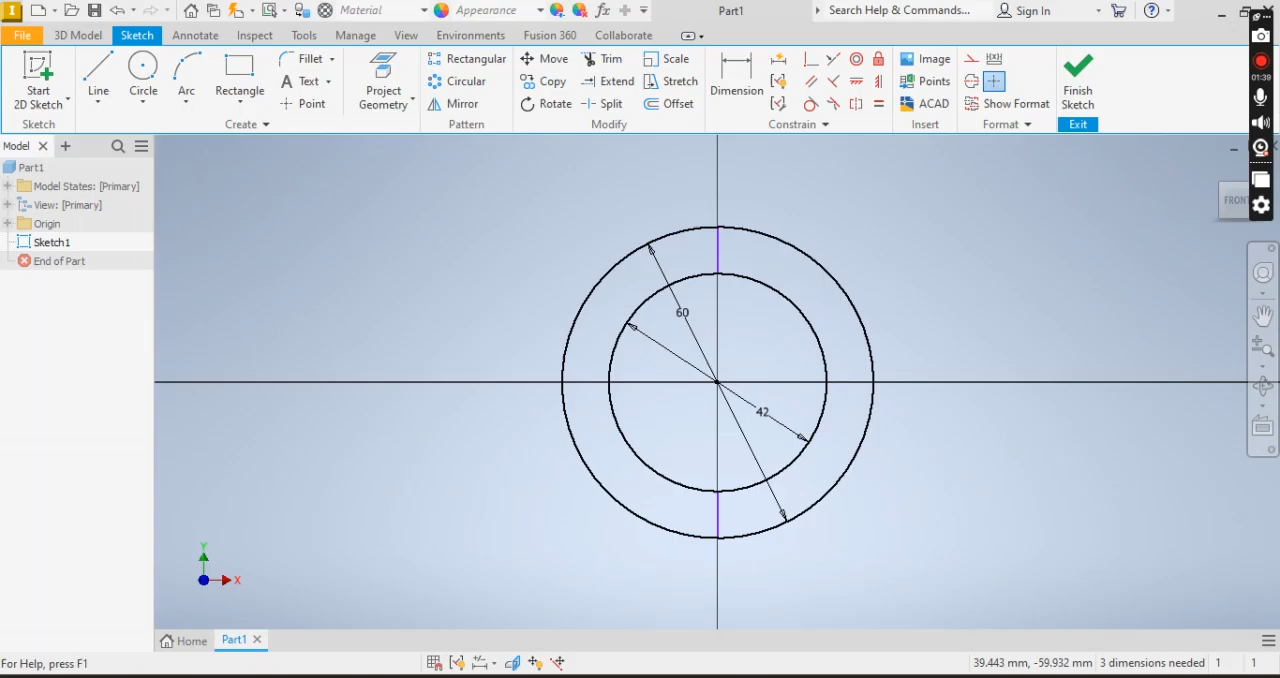 I Material Appearance fx Part1 Search Help & Commands... Sign In
File 3D Model Sketch Annotate Inspect Tools Manage View Environments Fusion 360 Collaborate
01:39
Start
2D Sketch
Line Circle Arc Rectangle
Fillet
A Text
Point
Project
Geometry
Rectangular
Circular
Mirror
Move Trim Scale
Copy Extend Stretch
Rotate Split Offset
Dimension
Image
Points
ACAD
Show Format
Finish
Sketch
Sketch Create Pattern Modify Constrain Insert Format Exit
Model
Part1
Model States: [Primary]
View: [Primary]
Origin
Sketch1
End of Part
FRONT
60
42
Y
X
Home Part1
For Help, press F1 39.443 mm, -59.932 mm 3 dimensions needed 1 1